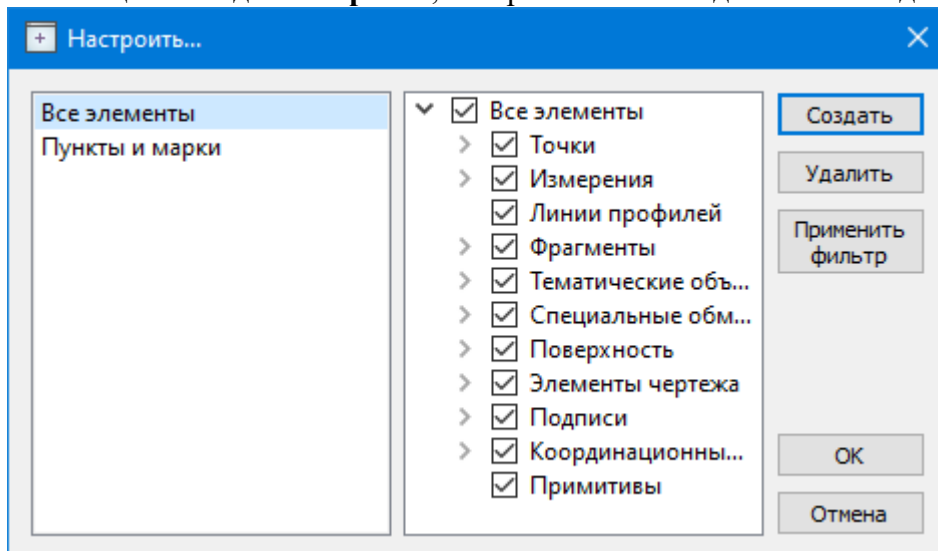 Настроить...
Все элементы
Пункты и марки
Все элементы
Точки
Измерения
Линии профилей
Фрагменты
Тематические объ...
Специальные обм...
Поверхность
Элементы чертежа
Подписи
Координационны...
Примитивы
Создать
Удалить
Применить
фильтр
ОК
Отмена